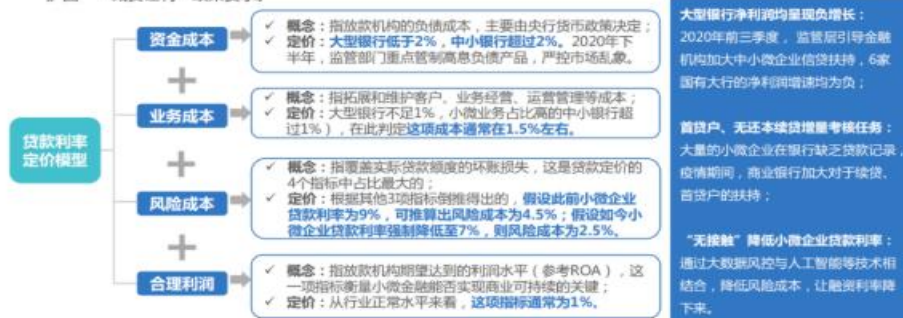 贷款利率
定价模型
资金成本
✓ 概念：指放款机构的负债成本，主要由央行货币政策决定；
✓ 定价：大型银行低于2%，中小银行超过2%。2020年下
半年，监管部门重点管制高息负债产品，严控市场乱象。
业务成本
✓ 概念：指拓展和维护客户、业务经营、运营管理等成本；
✓ 定价：大型银行不足1%，小微业务占比高的中小银行超
过1%），在此判定这项成本通常在1.5%左右。
风险成本
✓ 概念：指覆盖实际贷款额度的坏账损失，这是贷款定价的
4个指标中占比最大的；
✓ 定价：根据其他3项指标倒推得出的，假设此前小微企业
贷款利率为9%，可推算出风险成本为4.5%；假设如今小
微企业贷款利率强制降低至7%，则风险成本为2.5%。
合理利润
✓ 概念：指放款机构期望达到的利润水平（参考ROA），这
一项指标衡量小微金融能否实现商业可持续的关键；
✓ 定价：从行业正常水平来看，这项指标通常为1%。
大型银行净利润均呈现负增长：
2020年前三季度，监管层引导金融
机构加大中小微企业信贷扶持，6家
国有大行的净利润增速均为负；
首贷户、无还本续贷增量考核任务：
大量的小微企业在银行缺乏贷款记录，
疫情期间，商业银行加大对于续贷、
首贷户的扶持；
“无接触”降低小微企业贷款利率：
通过大数据风控与人工智能等技术相
结合，降低风险成本，让融资利率降
下来。